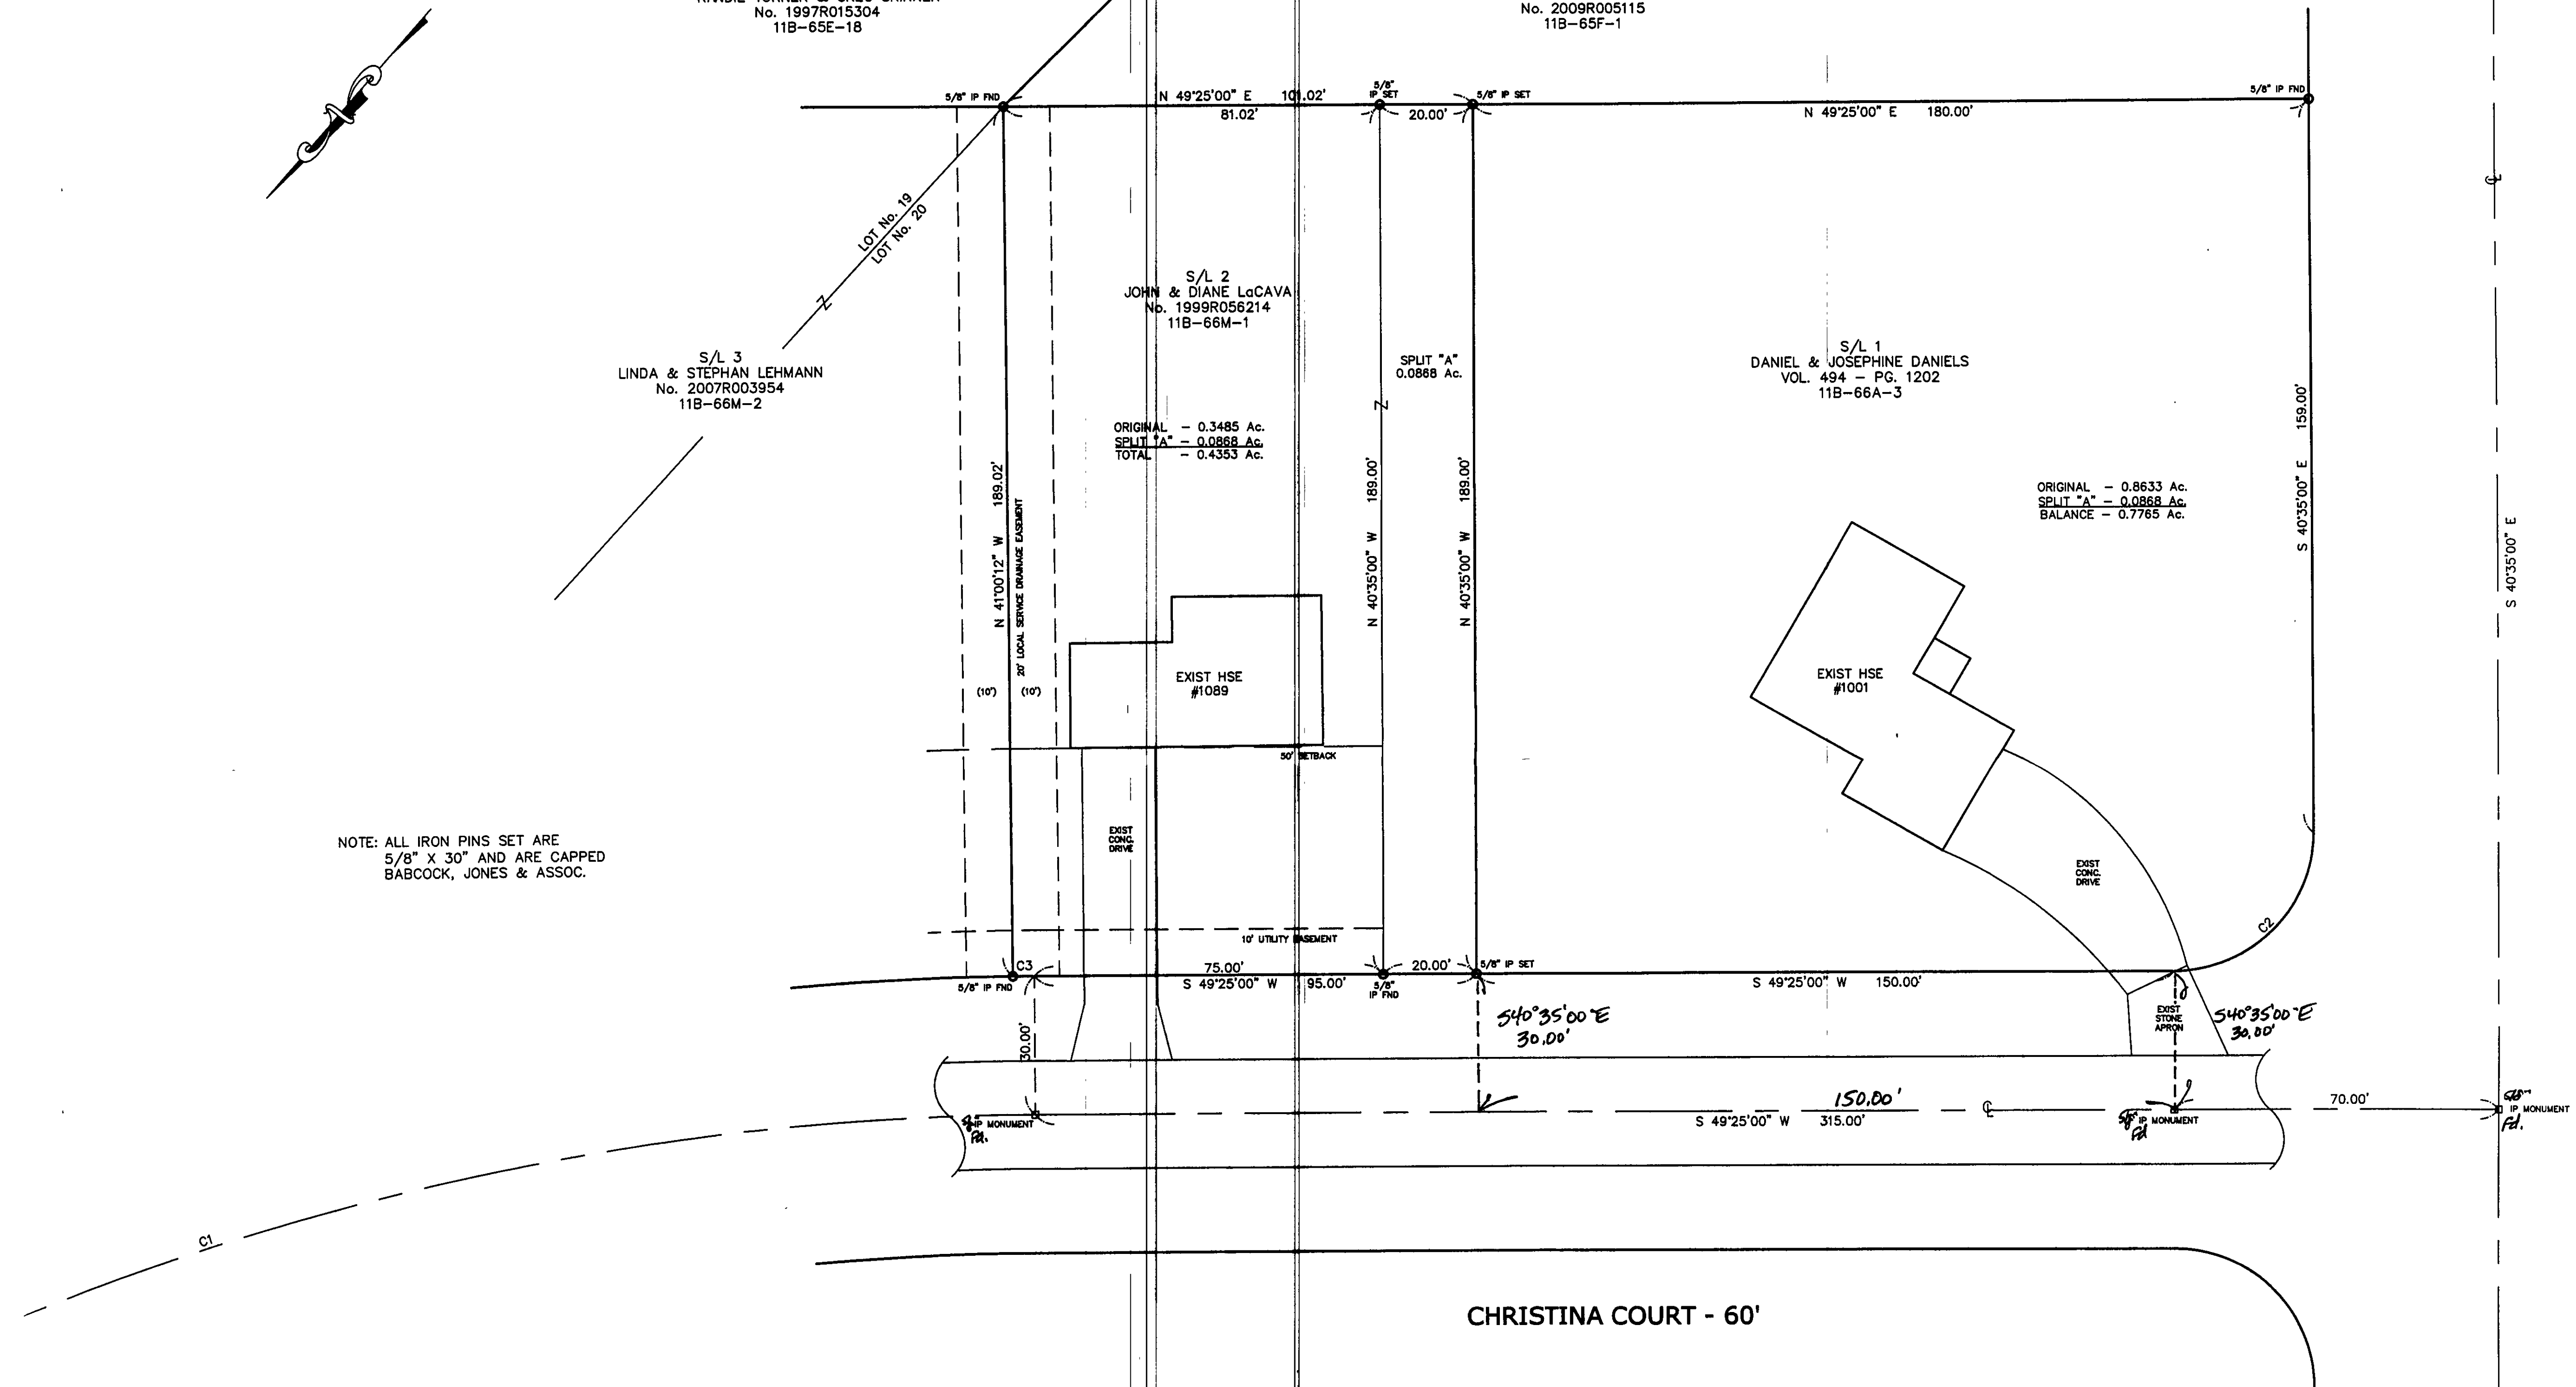 No. 1997R015304
11B-65E-18
No. 2009R005115
11B-65F-1
5/8" IP FND
N 49°25'00" E 101.02'
81.02'
5/8"
IP SET
20.00'
5/8" IP SET
N 49°25'00" E 180.00'
5/8" IP FND
LOT No. 19
LOT No. 20
S/L 2
JOHN & DIANE LaCAVA
No. 1999R056214
11B-66M-1
S/L 3
LINDA & STEPHAN LEHMANN
No. 2007R003954
11B-66M-2
SPLIT "A"
0.0868 Ac.
S/L 1
DANIEL & JOSEPHINE DANIELS
VOL. 494 - PG. 1202
11B-66A-3
ORIGINAL - 0.3485 Ac.
SPLIT "A" - 0.0868 Ac.
TOTAL - 0.4353 Ac.
ORIGINAL - 0.8633 Ac.
SPLIT "A" - 0.0868 Ac.
BALANCE - 0.7765 Ac.
N 41°00'12" W 189.02'
20' LOCAL SERVICE DRAINAGE EASEMENT
N 40°35'00" W 189.00'
N 40°35'00" W 189.00'
S 40°35'00" E 159.00'
S 40°35'00" E
(10')
(10')
EXIST HSE
#1089
EXIST HSE
#1001
50' SETBACK
NOTE: ALL IRON PINS SET ARE
5/8" X 30" AND ARE CAPPED
BABCOCK, JONES & ASSOC.
EXIST
CONC.
DRIVE
EXIST
CONC.
DRIVE
C2
10' UTILITY EASEMENT
C3
5/8" IP FND
75.00'
S 49°25'00" W 95.00'
5/8"
IP FND
20.00'
5/8" IP SET
S 49°25'00" W 150.00'
30.00'
S40°35'00"E
30.00'
EXIST
STONE
APRON
S40°35'00"E
30.00'
150.00'
S 49°25'00" W 315.00'
70.00'
5/8" IP MONUMENT
Fd.
5/8" IP MONUMENT
Fd
5/8"
IP MONUMENT
Fd.
C1
CHRISTINA COURT - 60'